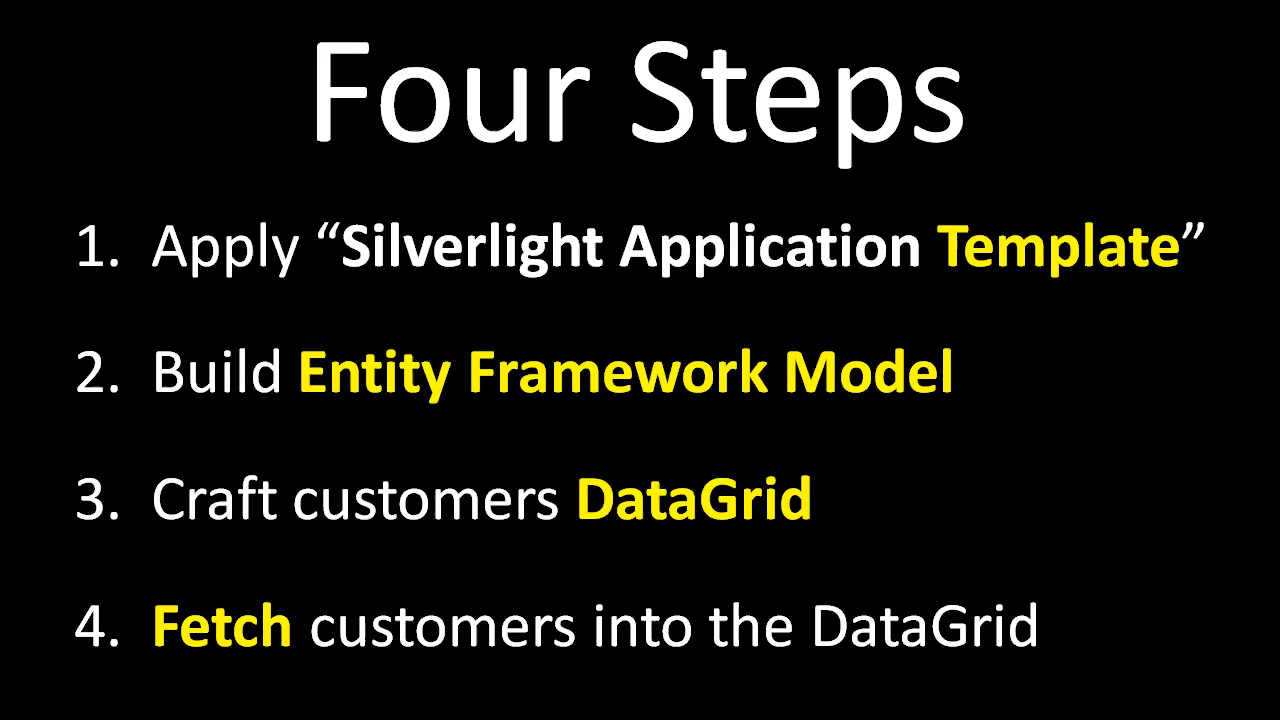 Four Steps
1. Apply “Silverlight Application Template”
2. Build Entity Framework Model
3. Craft customers DataGrid
4. Fetch customers into the DataGrid